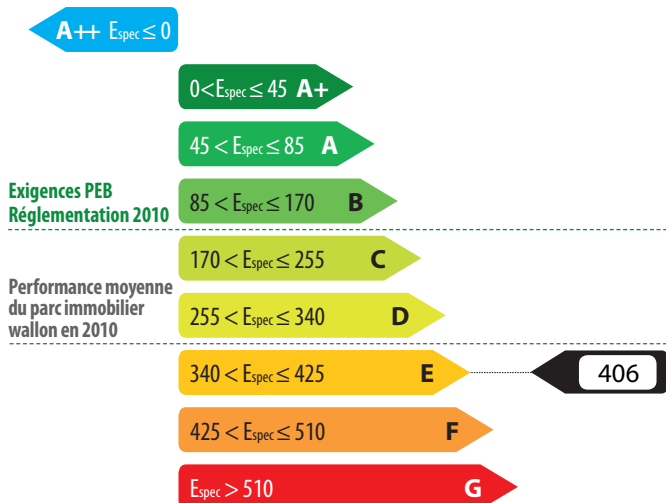 A++ Espec ≤ 0
0<Espec ≤ 45 A+
45 < Espec ≤ 85 A
Exigences PEB
Réglementation 2010
85 < Espec ≤ 170 B
170 < Espec ≤ 255 C
Performance moyenne
du parc immobilier
wallon en 2010
255 < Espec ≤ 340 D
340 < Espec ≤ 425 E 406
425 < Espec ≤ 510 F
Espec > 510 G